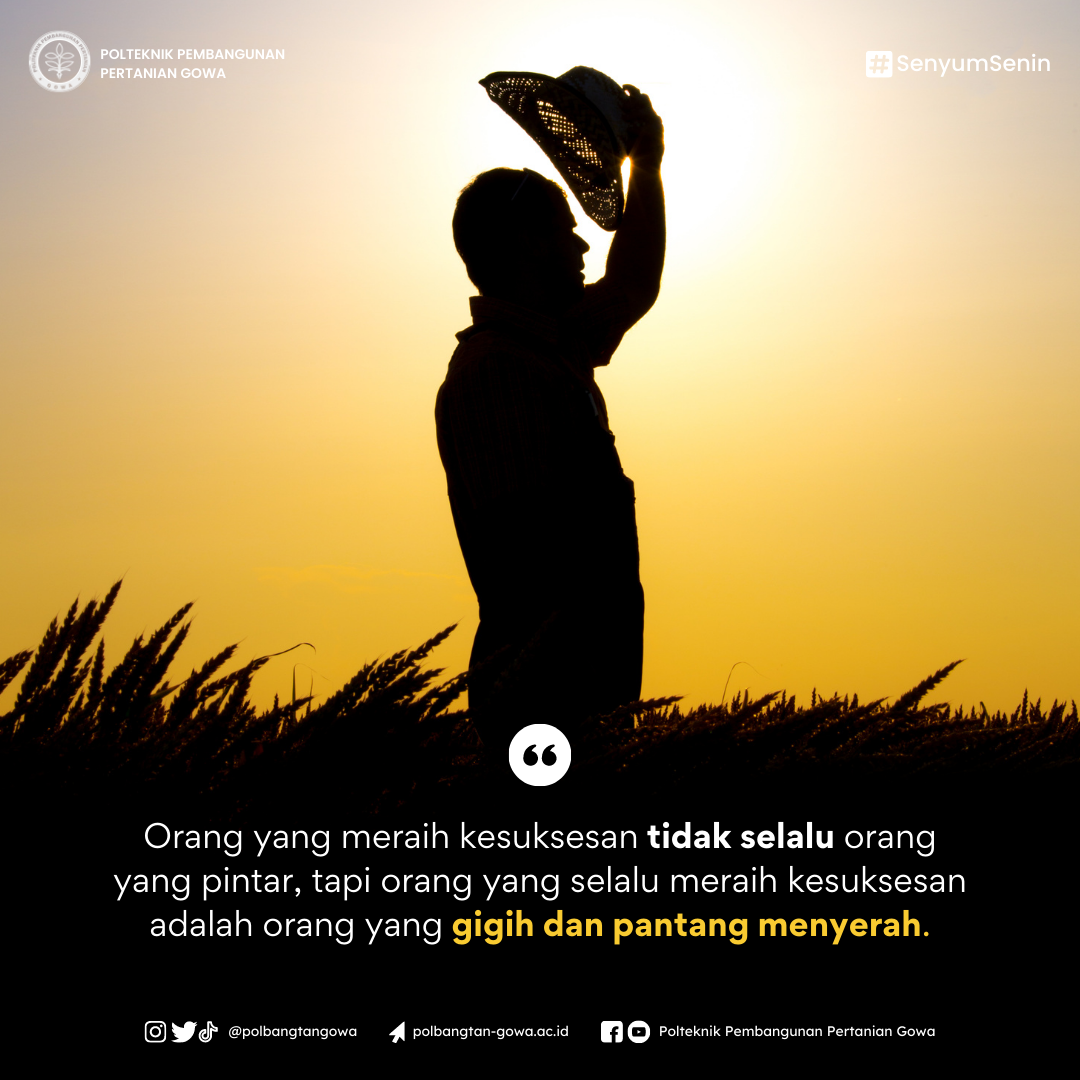 POLTEKNIK PEMBANGUNAN
PERTANIAN GOWA
#SenyumSenin
Orang yang meraih kesuksesan tidak selalu orang
yang pintar, tapi orang yang selalu meraih kesuksesan
adalah orang yang gigih dan pantang menyerah.
@polbangtangowa
polbangtan-gowa.ac.id
Polteknik Pembangunan Pertanian Gowa